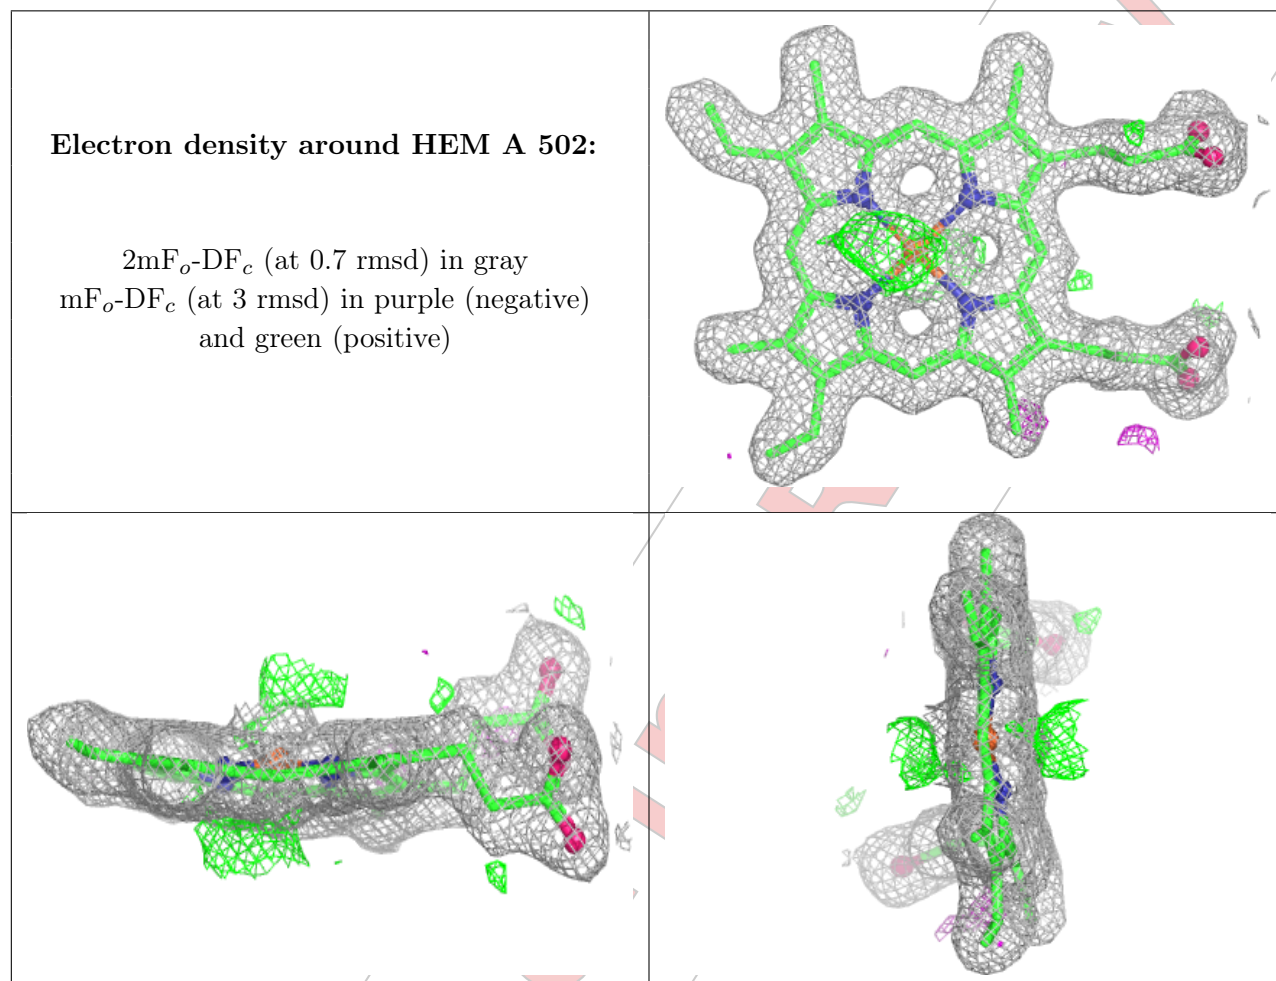 Electron density around HEM A 502:
2mFo-DFc (at 0.7 rmsd) in gray
mFo-DFc (at 3 rmsd) in purple (negative)
and green (positive)